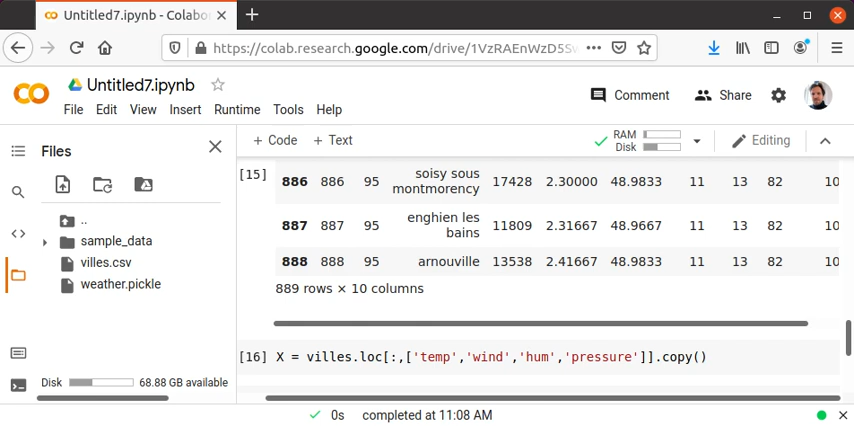 Untitled7.ipynb - Colabo
https://colab.research.google.com/drive/1VzRAEnWzD5Sw
Untitled7.ipynb
File Edit View Insert Runtime Tools Help
Comment Share
Files
+ Code + Text
RAM
Disk
Editing
..
sample_data
villes.csv
weather.pickle
Disk 68.88 GB available
[15]
886 886 95 soisy sous montmorency 17428 2.30000 48.9833 11 13 82 10
887 887 95 enghien les bains 11809 2.31667 48.9667 11 13 82 10
888 888 95 arnouville 13538 2.41667 48.9833 11 13 82 10
889 rows × 10 columns
[16] X = villes.loc[:,['temp','wind','hum','pressure']].copy()
0s completed at 11:08 AM